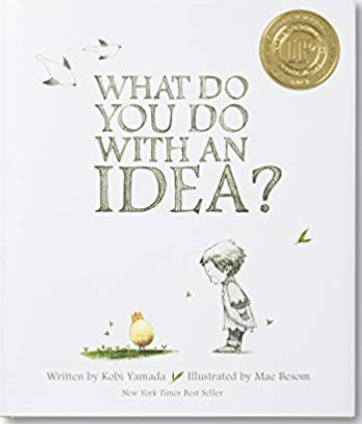 WHAT DO
YOU DO
WITH AN
IDEA?
Written by Kobi Yamada Illustrated by Mae Besom
New York Times Best Seller